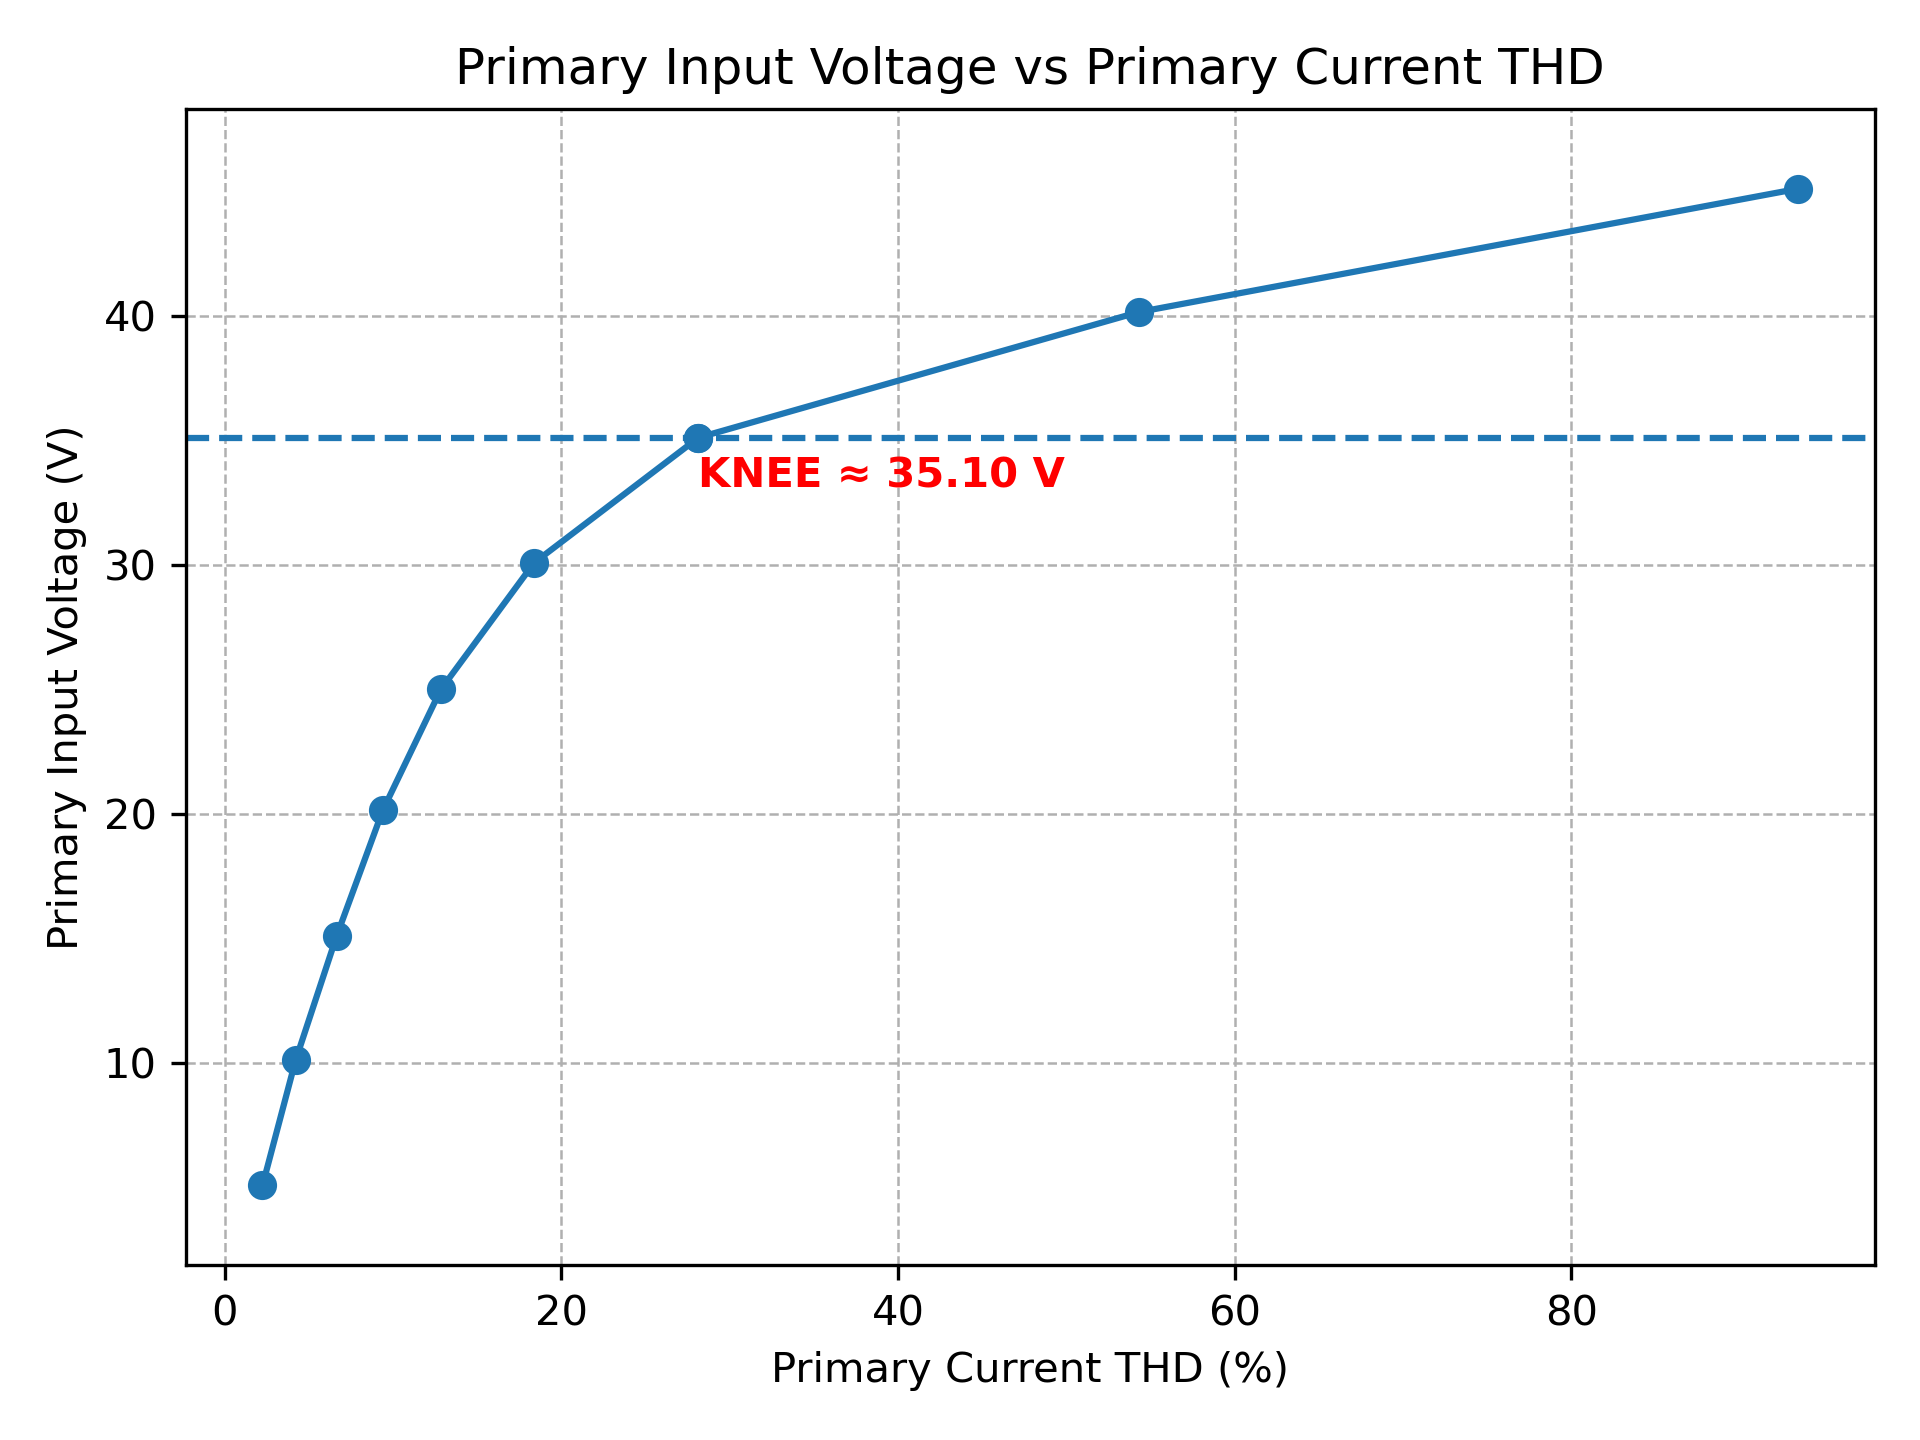 Primary Input Voltage vs Primary Current THD
Primary Input Voltage (V)
40
30
20
10
KNEE ≈ 35.10 V
0 20 40 60 80
Primary Current THD (%)